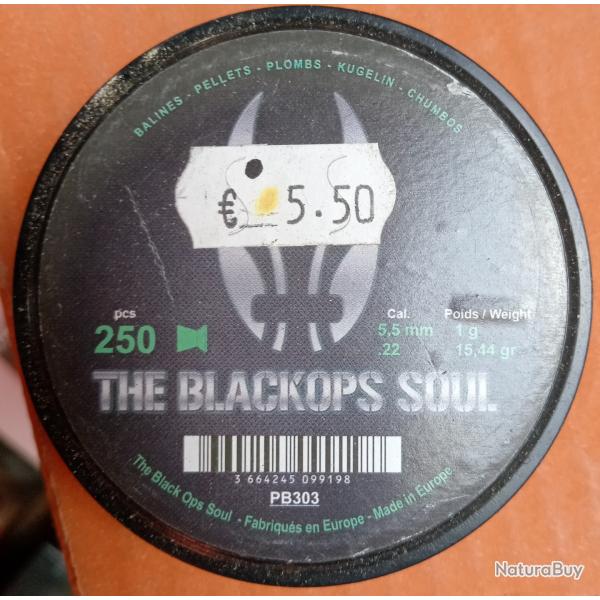 BALINES - PELLETS - PLOMBS - KUGELIN - CHUMBOS
€ 5.50
pcs
250
Cal.
5,5 mm
.22
Poids / Weight
1 g
15,44 gr
THE BLACKOPS SOUL
3 664245 099198
PB303
The Black Ops Soul - Fabriqués en Europe - Made in Europe
NaturaBuy